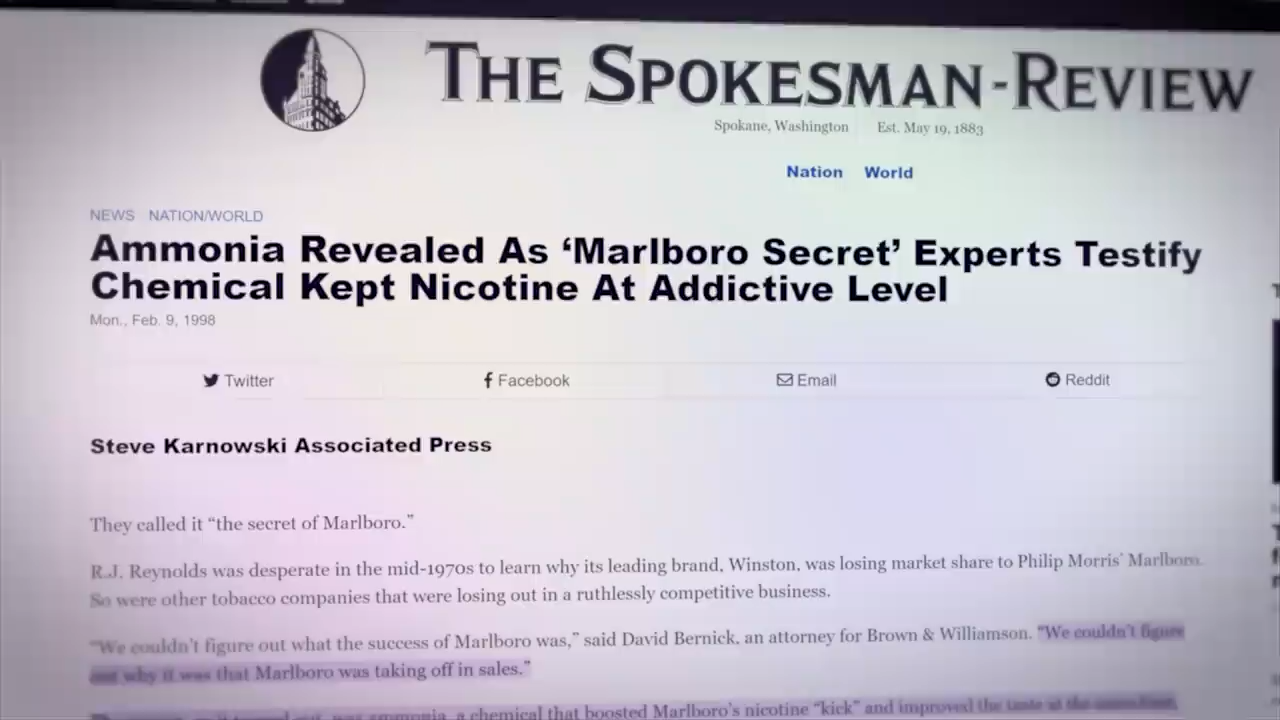 THE SPOKESMAN-REVIEW
Spokane, Washington Est. May 19, 1883
Nation World
NEWS NATION/WORLD
Ammonia Revealed As ‘Marlboro Secret’ Experts Testify
Chemical Kept Nicotine At Addictive Level
Mon., Feb. 9, 1998
Twitter Facebook Email Reddit
Steve Karnowski Associated Press
They called it “the secret of Marlboro.”
R.J. Reynolds was desperate in the mid-1970s to learn why its leading brand, Winston, was losing market share to Philip Morris’ Marlboro.
So were other tobacco companies that were losing out in a ruthlessly competitive business.
“We couldn’t figure out what the success of Marlboro was,” said David Bernick, an attorney for Brown & Williamson. “We couldn’t figure
out why it was that Marlboro was taking off in sales.”
ammonia, a chemical that boosted Marlboro’s nicotine “kick” and improved the taste at the same time,